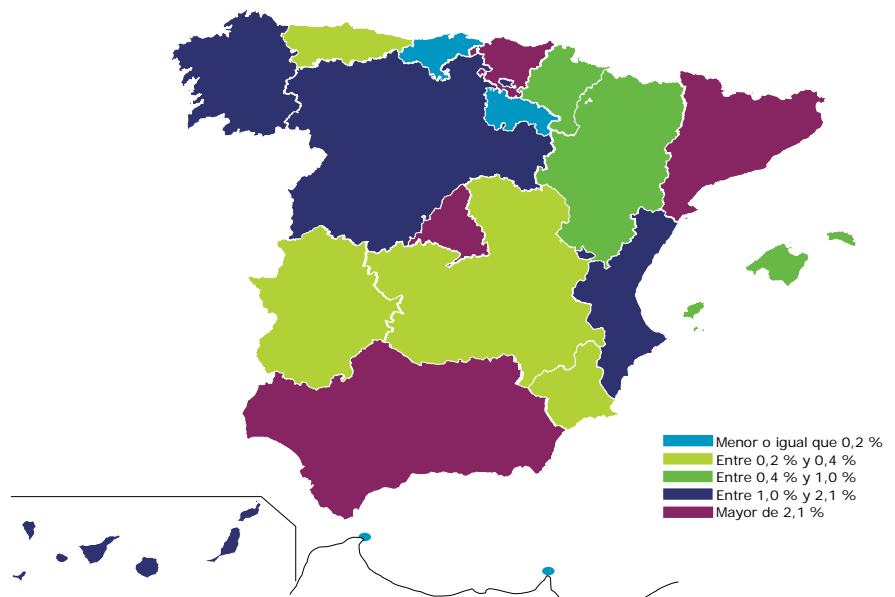 Menor o igual que 0,2 %
Entre 0,2 % y 0,4 %
Entre 0,4 % y 1,0 %
Entre 1,0 % y 2,1 %
Mayor de 2,1 %